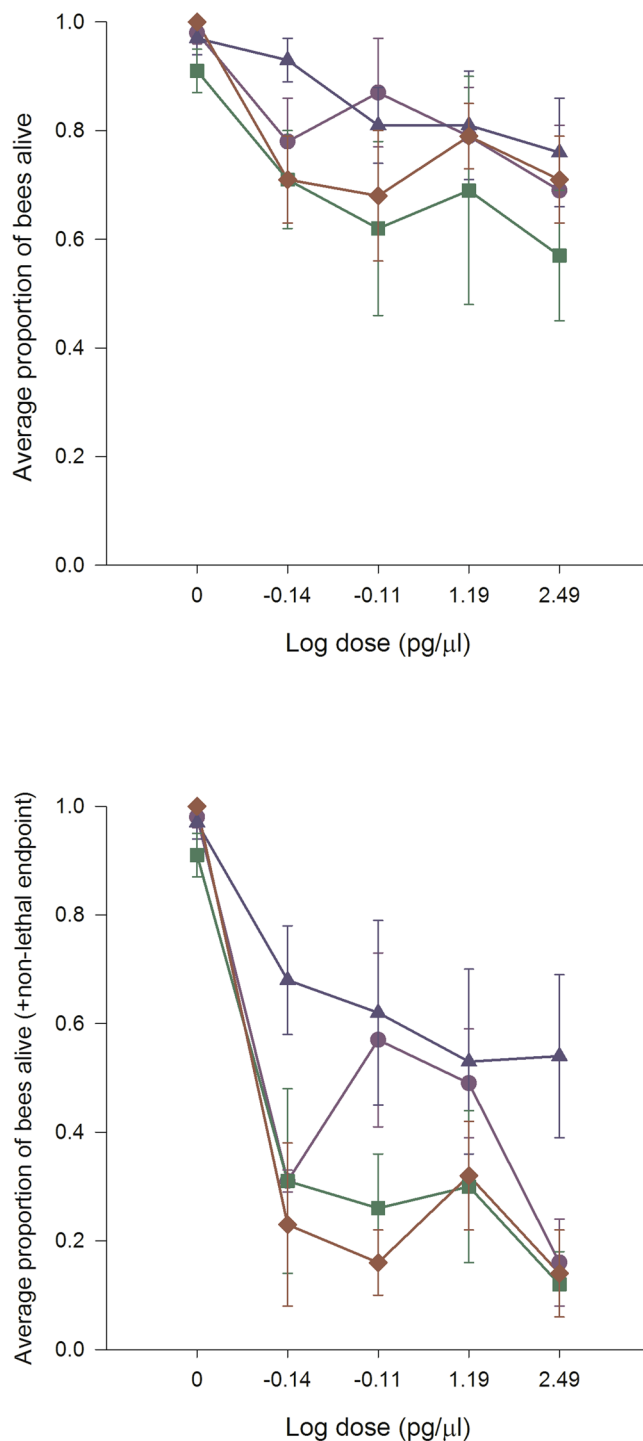 Average proportion of bees alive
1.0
0.8
0.6
0.4
0.2
0.0
0 -0.14 -0.11 1.19 2.49
Log dose (pg/μl)
Average proportion of bees alive (+non-lethal endpoint)
1.0
0.8
0.6
0.4
0.2
0.0
0 -0.14 -0.11 1.19 2.49
Log dose (pg/μl)